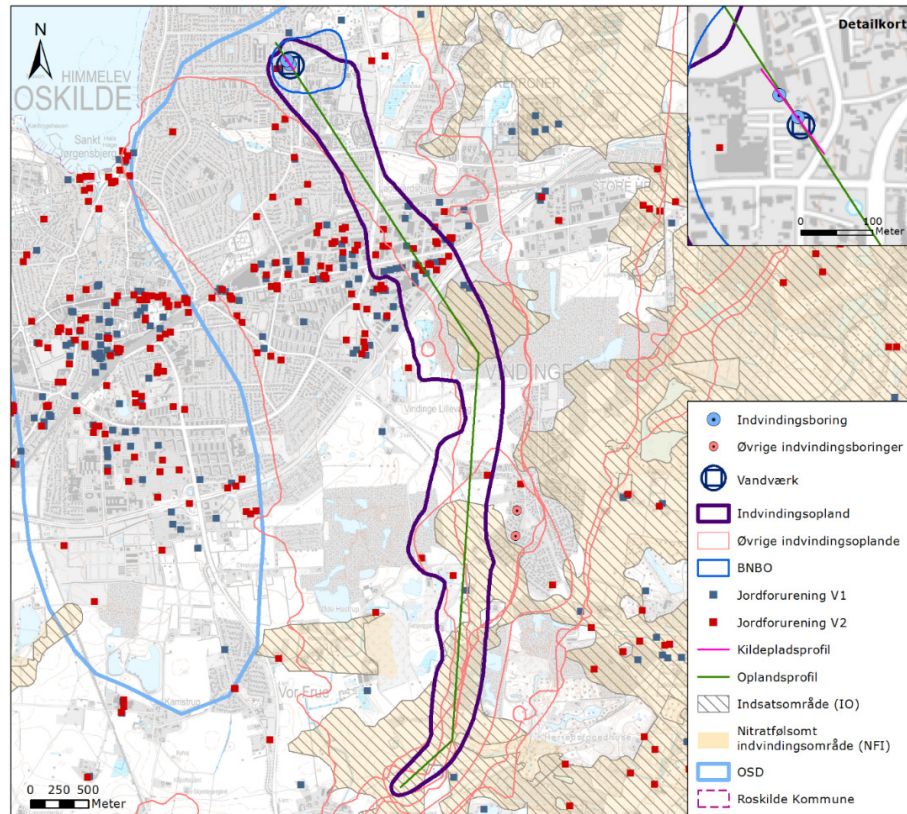 N
HIMMELEV
OSKILDE
Sankt
Jørgensbjerg
STORE HE
VINDINGE
Vindinge Lillevang
Vor Frue
Kamstrup
0 250 500
Meter
Detailkort
0 100
Meter
Indvindingsboring
Øvrige indvindingsboringer
Vandværk
Indvindingsopland
Øvrige indvindingsoplande
BNBO
Jordforurening V1
Jordforurening V2
Kildepladsprofil
Oplandsprofil
Indsatsområde (IO)
Nitratfølsomt
indvindingsområde (NFI)
OSD
Roskilde Kommune